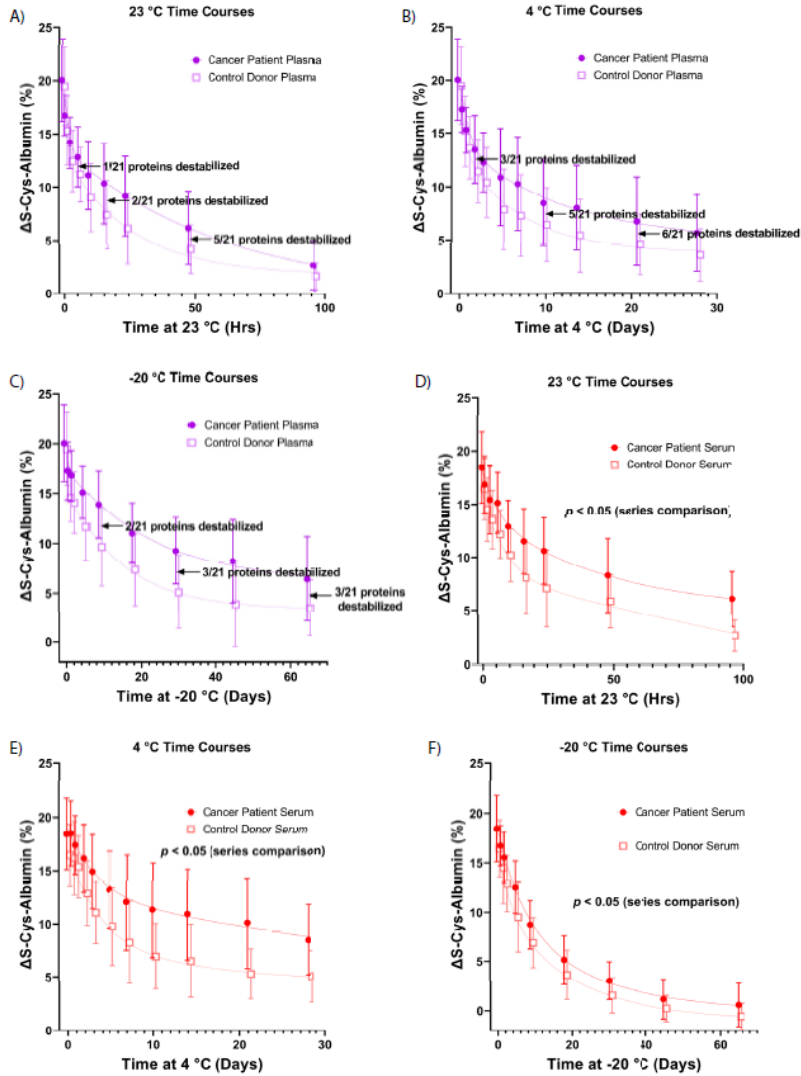 A)
23 °C Time Courses
25
20
15
10
5
0
ΔS-Cys-Albumin (%)
Cancer Patient Plasma
Control Donor Plasma
1/21 proteins destabilized
2/21 proteins destabilized
5/21 proteins destabilized
0 50 100
Time at 23 °C (Hrs)
B)
4 °C Time Courses
25
20
15
10
5
0
ΔS-Cys-Albumin (%)
Cancer Patient Plasma
Control Donor Plasma
3/21 proteins destabilized
5/21 proteins destabilized
6/21 proteins destabilized
0 10 20 30
Time at 4 °C (Days)
C)
-20 °C Time Courses
25
20
15
10
5
0
ΔS-Cys-Albumin (%)
Cancer Patient Plasma
Control Donor Plasma
2/21 proteins destabilized
3/21 proteins destabilized
3/21 proteins
destabilized
0 20 40 60
Time at -20 °C (Days)
D)
23 °C Time Courses
25
20
15
10
5
0
ΔS-Cys-Albumin (%)
Cancer Patient Serum
Control Donor Serum
p < 0.05 (series comparison)
0 50 100
Time at 23 °C (Hrs)
E)
4 °C Time Courses
25
20
15
10
5
0
ΔS-Cys-Albumin (%)
Cancer Patient Serum
Control Donor Serum
p < 0.05 (series comparison)
0 10 20 30
Time at 4 °C (Days)
F)
-20 °C Time Courses
25
20
15
10
5
0
ΔS-Cys-Albumin (%)
Cancer Patient Serum
Control Donor Serum
p < 0.05 (series comparison)
0 20 40 60
Time at -20 °C (Days)